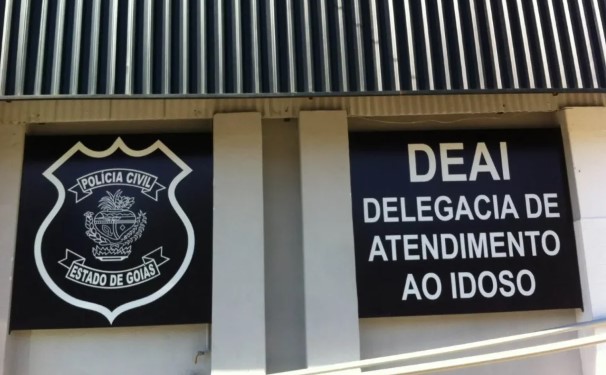 POLÍCIA CIVIL
ESTADO DE GOIÁS
DEAI
DELEGACIA DE
ATENDIMENTO
AO IDOSO